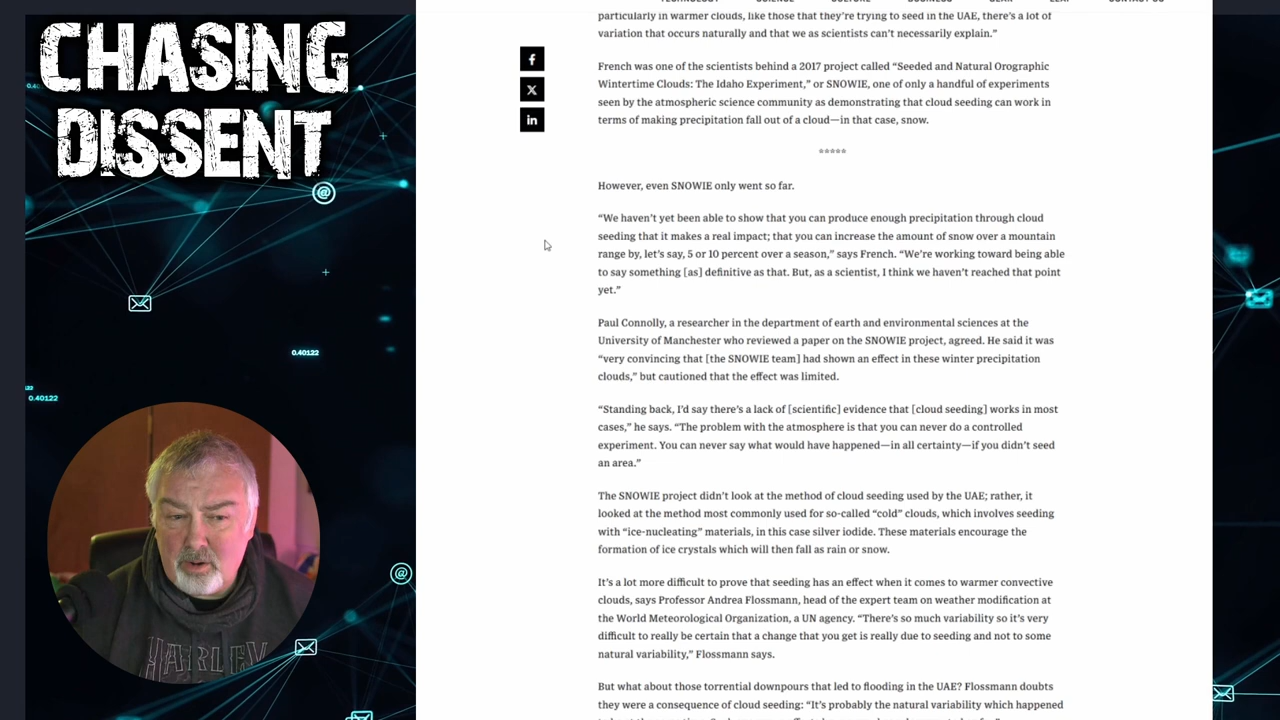 CHASING
DISSENT
TECHNOLOGY SCIENCE CULTURE BUSINESS GEAR LEAP CONTACT US
particularly in warmer clouds, like those that they’re trying to seed in the UAE, there’s a lot of
variation that occurs naturally and that we as scientists can’t necessarily explain.”
French was one of the scientists behind a 2017 project called “Seeded and Natural Orographic
Wintertime Clouds: The Idaho Experiment,” or SNOWIE, one of only a handful of experiments
seen by the atmospheric science community as demonstrating that cloud seeding can work in
terms of making precipitation fall out of a cloud—in that case, snow.
*****
However, even SNOWIE only went so far.
“We haven’t yet been able to show that you can produce enough precipitation through cloud
seeding that it makes a real impact; that you can increase the amount of snow over a mountain
range by, let’s say, 5 or 10 percent over a season,” says French. “We’re working toward being able
to say something [as] definitive as that. But, as a scientist, I think we haven’t reached that point
yet.”
Paul Connolly, a researcher in the department of earth and environmental sciences at the
University of Manchester who reviewed a paper on the SNOWIE project, agreed. He said it was
“very convincing that [the SNOWIE team] had shown an effect in these winter precipitation
clouds,” but cautioned that the effect was limited.
“Standing back, I’d say there’s a lack of [scientific] evidence that [cloud seeding] works in most
cases,” he says. “The problem with the atmosphere is that you can never do a controlled
experiment. You can never say what would have happened—in all certainty—if you didn’t seed
an area.”
The SNOWIE project didn’t look at the method of cloud seeding used by the UAE; rather, it
looked at the method most commonly used for so-called “cold” clouds, which involves seeding
with “ice-nucleating” materials, in this case silver iodide. These materials encourage the
formation of ice crystals which will then fall as rain or snow.
It’s a lot more difficult to prove that seeding has an effect when it comes to warmer convective
clouds, says Professor Andrea Flossmann, head of the expert team on weather modification at
the World Meteorological Organization, a UN agency. “There’s so much variability so it’s very
difficult to really be certain that a change that you get is really due to seeding and not to some
natural variability,” Flossmann says.
But what about those torrential downpours that led to flooding in the UAE? Flossmann doubts
they were a consequence of cloud seeding: “It’s probably the natural variability which happened
0.40122
0.40122
HARLEY